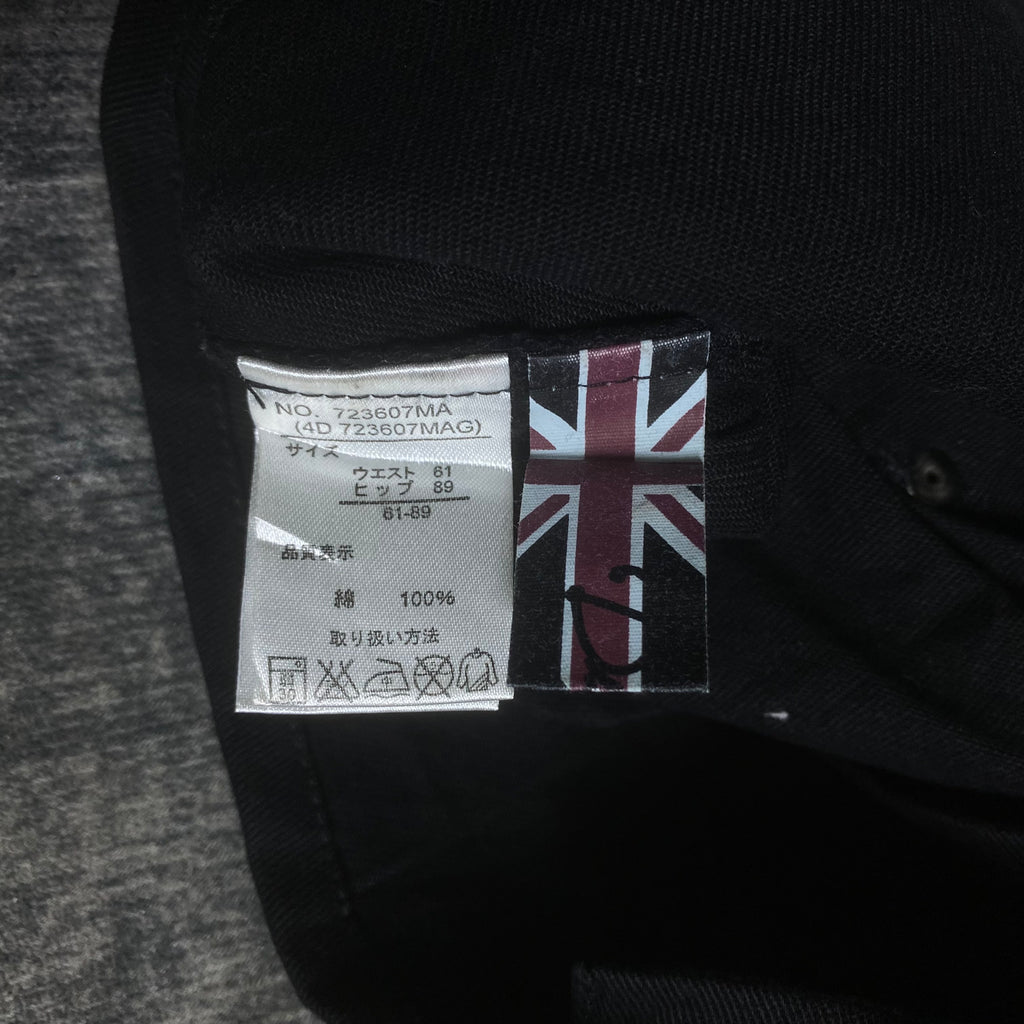 NO. 723607MA
(4D 723607MAG)
サイズ
ウエスト 61
ヒップ 89
61-89
品質表示
綿 100%
取り扱い方法
30